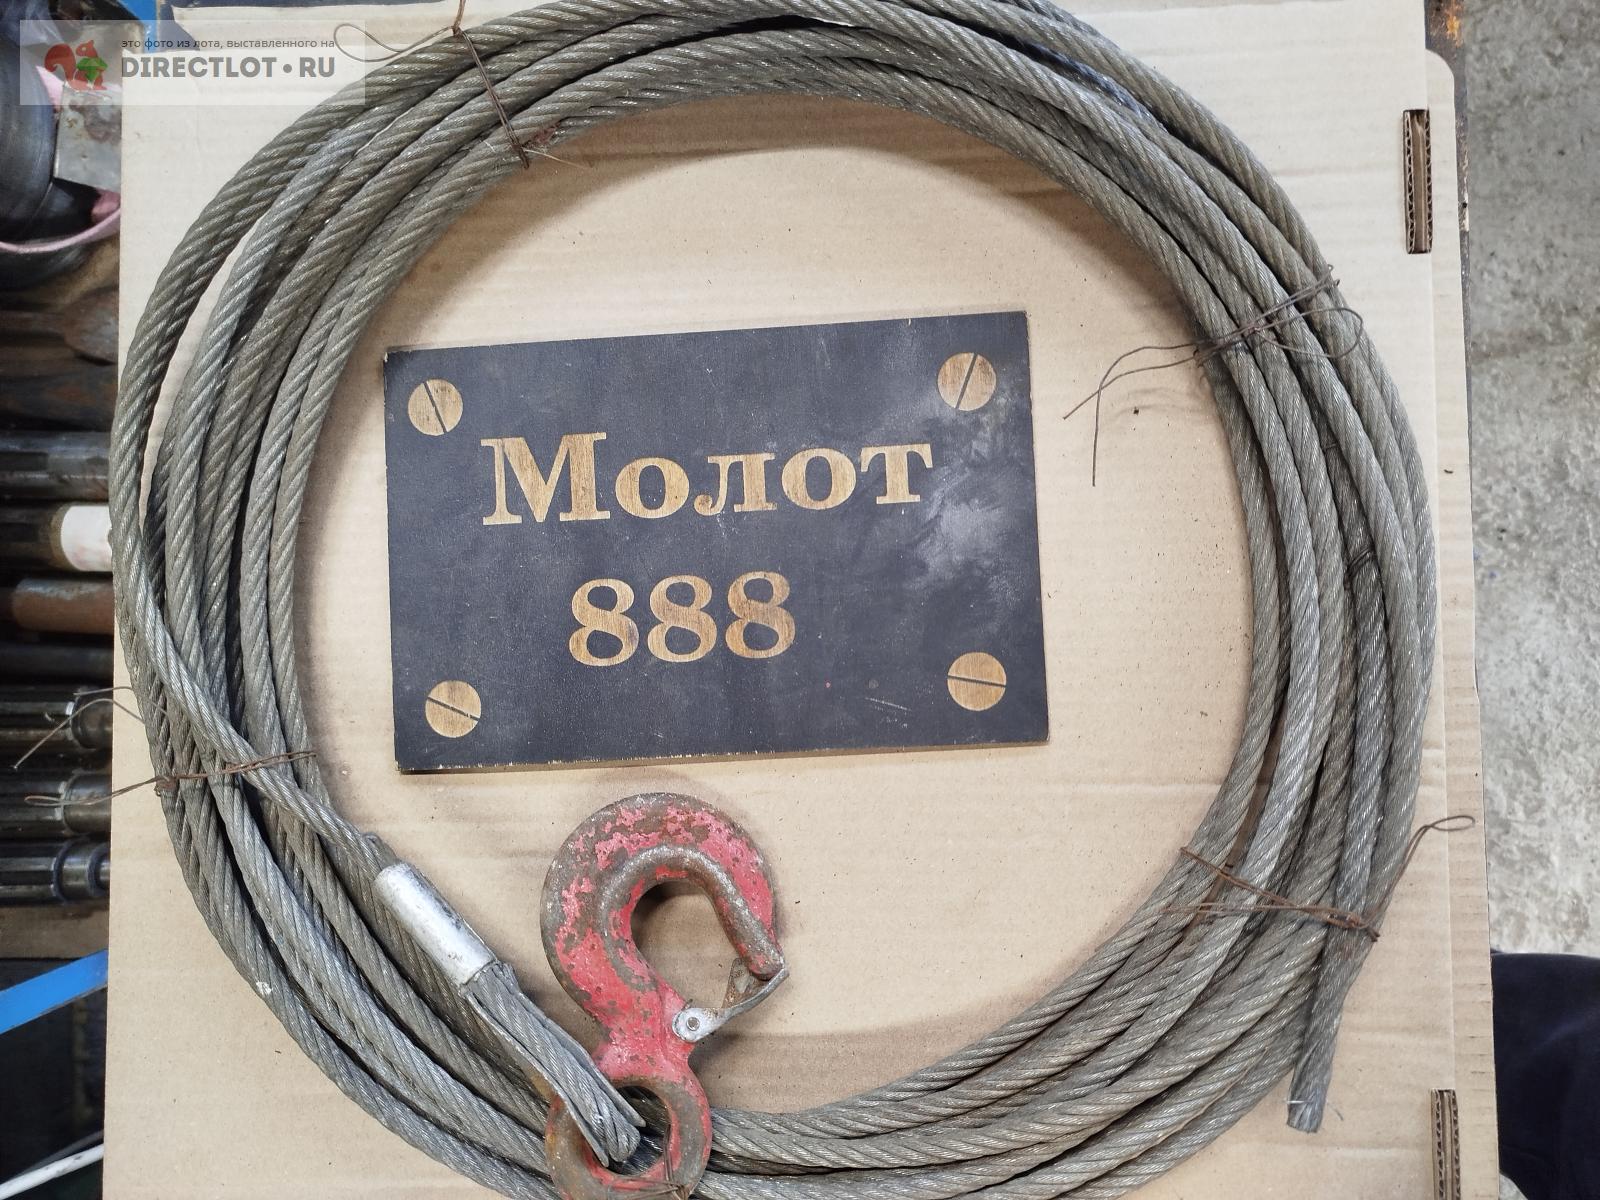 это фото из лота, выставленного на
DIRECTLOT•RU
Молот
888